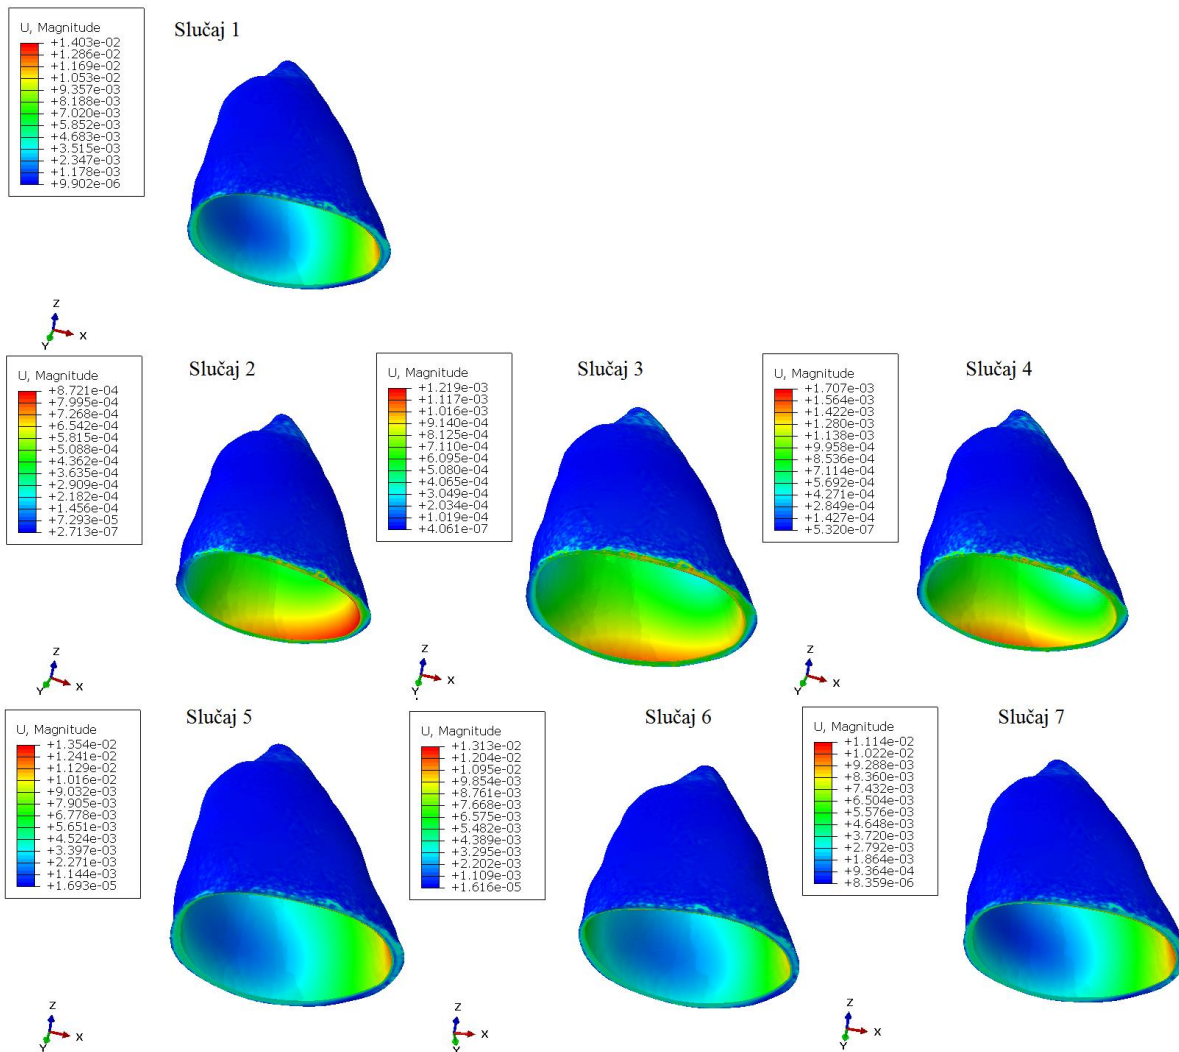 Slučaj 1
U, Magnitude
+1.403e-02
+1.286e-02
+1.169e-02
+1.053e-02
+9.357e-03
+8.188e-03
+7.020e-03
+5.852e-03
+4.683e-03
+3.515e-03
+2.347e-03
+1.178e-03
+9.902e-06
Z
X
Y
Slučaj 2
U, Magnitude
+8.721e-04
+7.995e-04
+7.268e-04
+6.542e-04
+5.815e-04
+5.088e-04
+4.362e-04
+3.635e-04
+2.909e-04
+2.182e-04
+1.456e-04
+7.293e-05
+2.713e-07
Z
X
Y
Slučaj 3
U, Magnitude
+1.219e-03
+1.117e-03
+1.016e-03
+9.140e-04
+8.125e-04
+7.110e-04
+6.095e-04
+5.080e-04
+4.065e-04
+3.049e-04
+2.034e-04
+1.019e-04
+4.061e-07
Z
X
Y
Slučaj 4
U, Magnitude
+1.707e-03
+1.564e-03
+1.422e-03
+1.280e-03
+1.138e-03
+9.958e-04
+8.536e-04
+7.114e-04
+5.692e-04
+4.271e-04
+2.849e-04
+1.427e-04
+5.320e-07
Z
X
Y
Slučaj 5
U, Magnitude
+1.354e-02
+1.241e-02
+1.129e-02
+1.016e-02
+9.032e-03
+7.905e-03
+6.778e-03
+5.651e-03
+4.524e-03
+3.397e-03
+2.271e-03
+1.144e-03
+1.693e-05
Z
X
Y
Slučaj 6
U, Magnitude
+1.313e-02
+1.204e-02
+1.095e-02
+9.854e-03
+8.761e-03
+7.668e-03
+6.575e-03
+5.482e-03
+4.389e-03
+3.295e-03
+2.202e-03
+1.109e-03
+1.616e-05
Z
X
Y
Slučaj 7
U, Magnitude
+1.114e-02
+1.022e-02
+9.288e-03
+8.360e-03
+7.432e-03
+6.504e-03
+5.576e-03
+4.648e-03
+3.720e-03
+2.792e-03
+1.864e-03
+9.364e-04
+8.359e-06
Z
X
Y